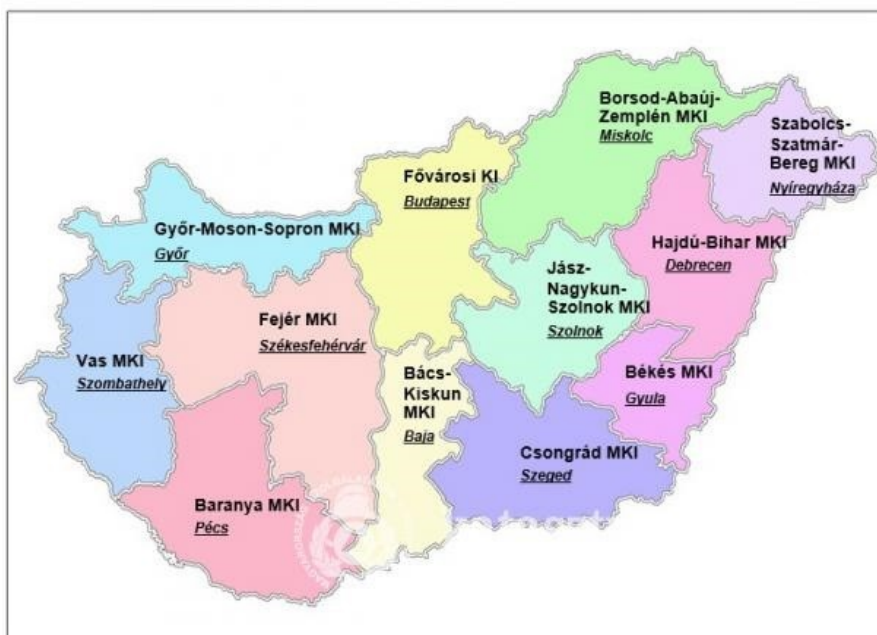 Borsod-Abaúj-
Zemplén MKI
Miskolc
Szabolcs-
Szatmár-
Bereg MKI
Nyíregyháza
Fővárosi KI
Budapest
Győr-Moson-Sopron MKI
Győr
Hajdú-Bihar MKI
Debrecen
Jász-
Nagykun-
Szolnok MKI
Szolnok
Fejér MKI
Székesfehérvár
Vas MKI
Szombathely
Bács-
Kiskun
MKI
Baja
Békés MKI
Gyula
Csongrád MKI
Szeged
Baranya MKI
Pécs